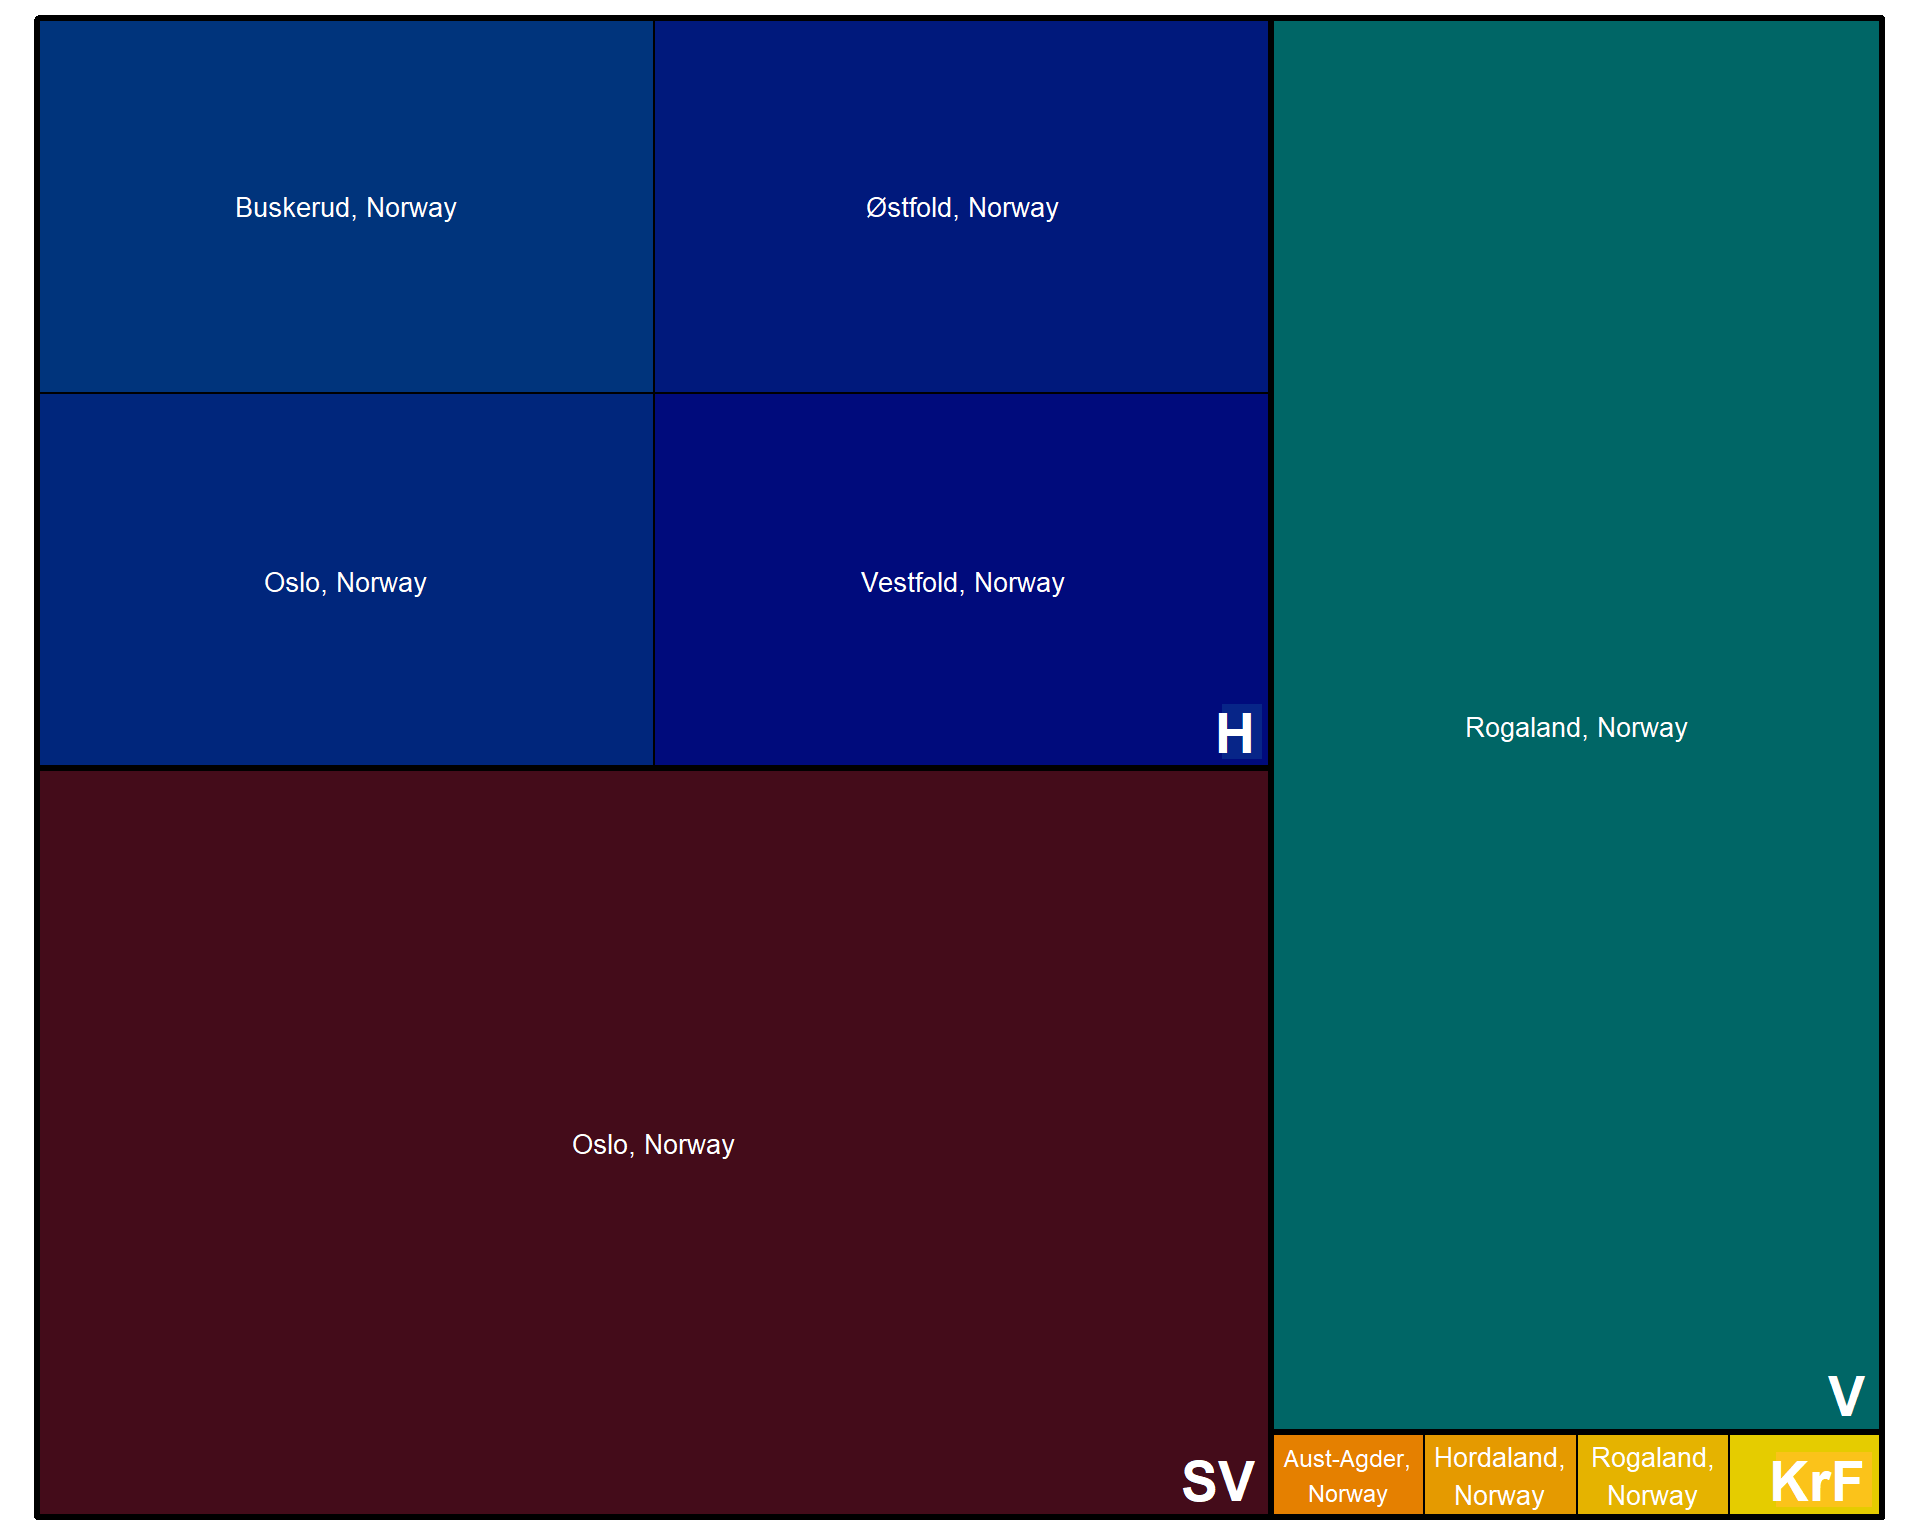 Buskerud, Norway
Østfold, Norway
Oslo, Norway
Vestfold, Norway
H
Oslo, Norway
SV
Rogaland, Norway
V
Aust-Agder,
Norway
Hordaland,
Norway
Rogaland,
Norway
KrF